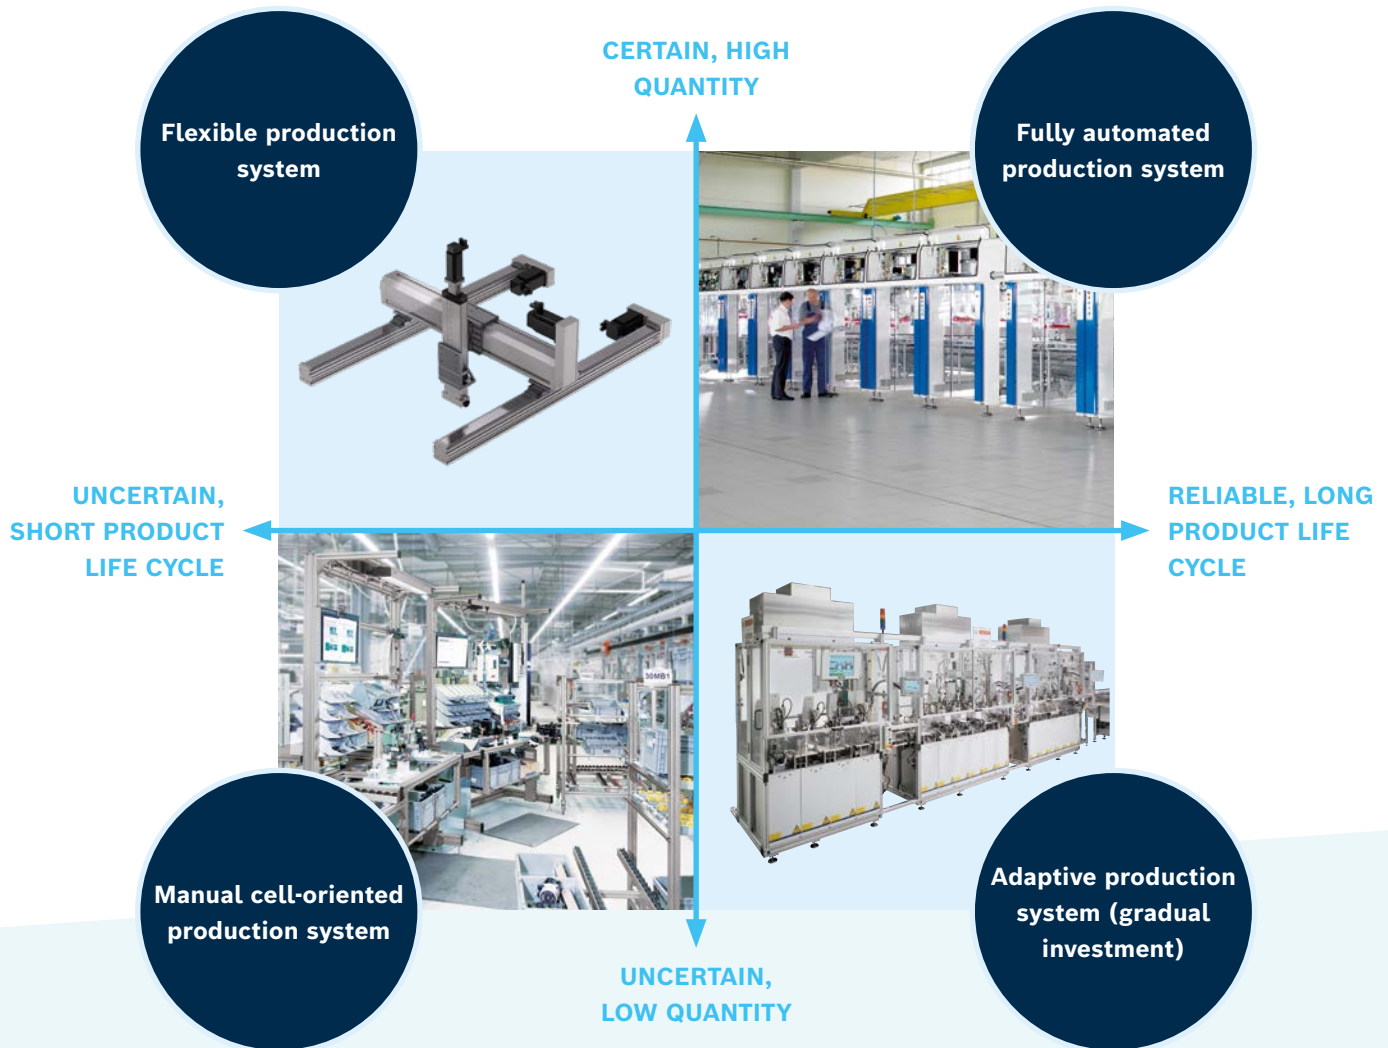 CERTAIN, HIGH
QUANTITY
Flexible production
system
Fully automated
production system
UNCERTAIN,
SHORT PRODUCT
LIFE CYCLE
RELIABLE, LONG
PRODUCT LIFE
CYCLE
30MB1
Manual cell-oriented
production system
Adaptive production
system (gradual
investment)
UNCERTAIN,
LOW QUANTITY